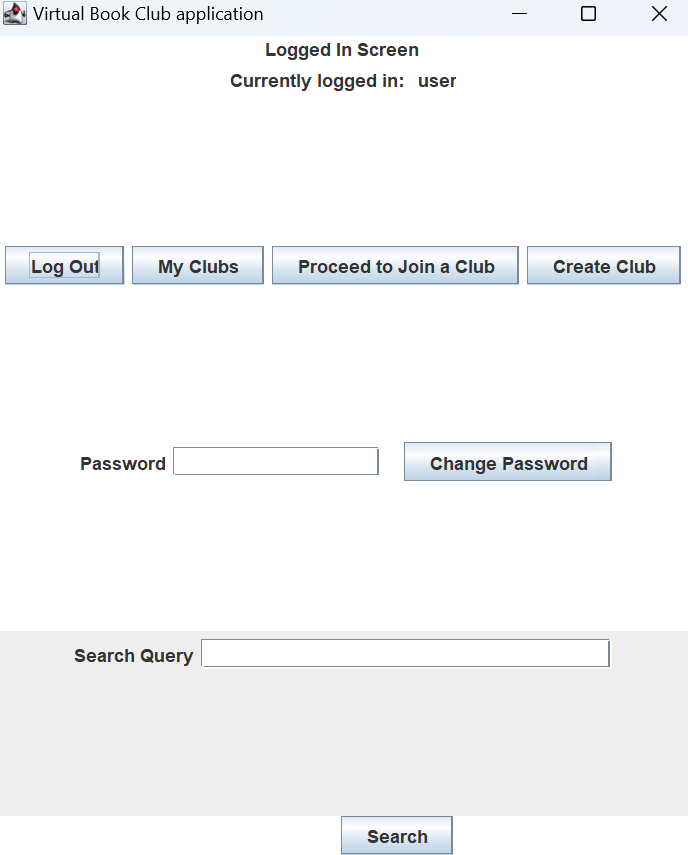 Virtual Book Club application
Logged In Screen
Currently logged in: user
Log Out My Clubs Proceed to Join a Club Create Club
Password Change Password
Search Query
Search